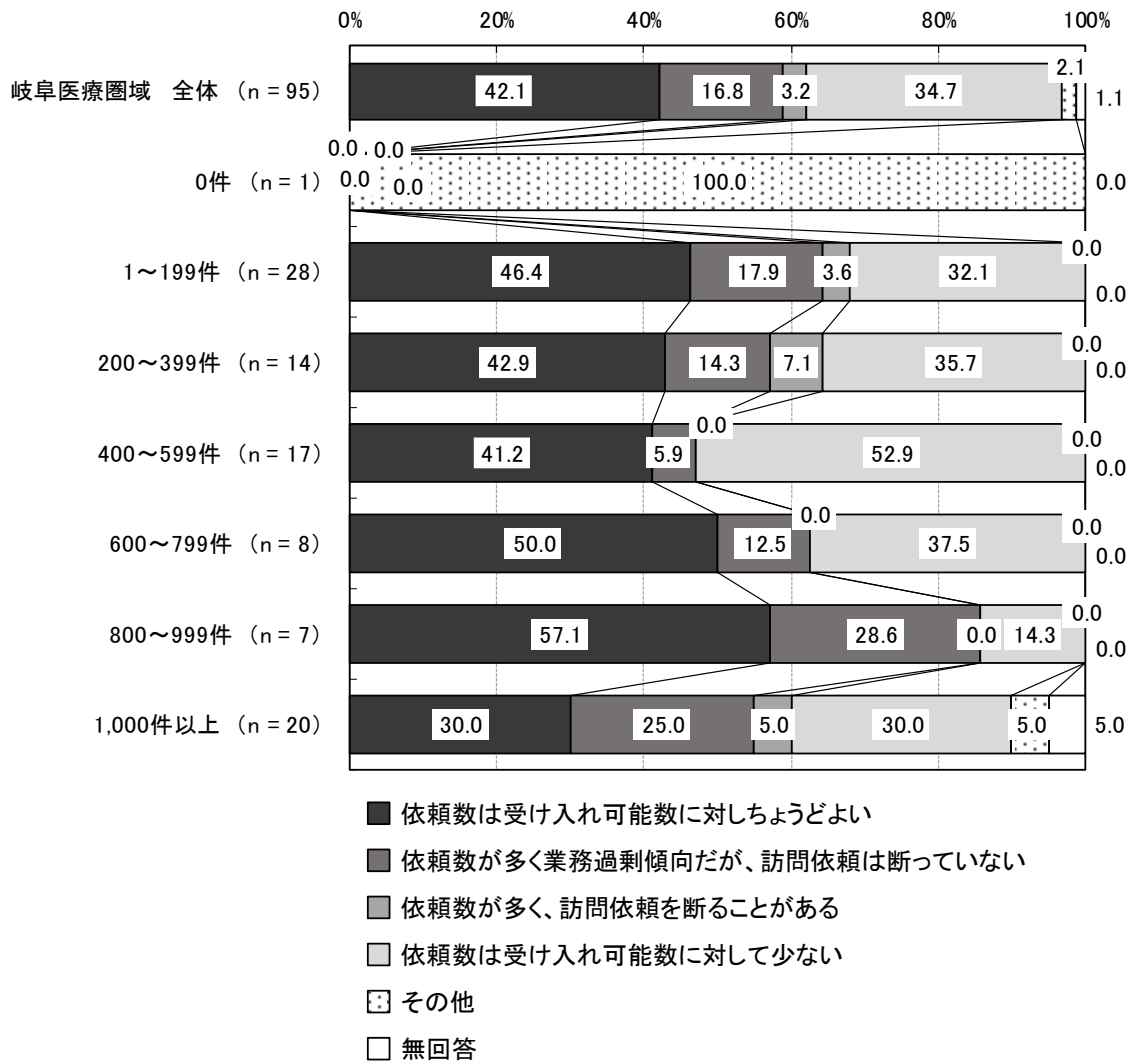 0% 20% 40% 60% 80% 100%
岐阜医療圏域 全体 (n = 95) 42.1 16.8 3.2 34.7 2.1 1.1
0件 (n = 1) 0.0 0.0 0.0 0.0 100.0 0.0
1～199件 (n = 28) 46.4 17.9 3.6 32.1 0.0 0.0
200～399件 (n = 14) 42.9 14.3 7.1 35.7 0.0 0.0
400～599件 (n = 17) 41.2 5.9 0.0 52.9 0.0 0.0
600～799件 (n = 8) 50.0 12.5 0.0 37.5 0.0 0.0
800～999件 (n = 7) 57.1 28.6 0.0 14.3 0.0 0.0
1,000件以上 (n = 20) 30.0 25.0 5.0 30.0 5.0 5.0
依頼数は受け入れ可能数に対しちょうどよい
依頼数が多く業務過剰傾向だが、訪問依頼は断っていない
依頼数が多く、訪問依頼を断ることがある
依頼数は受け入れ可能数に対して少ない
その他
無回答